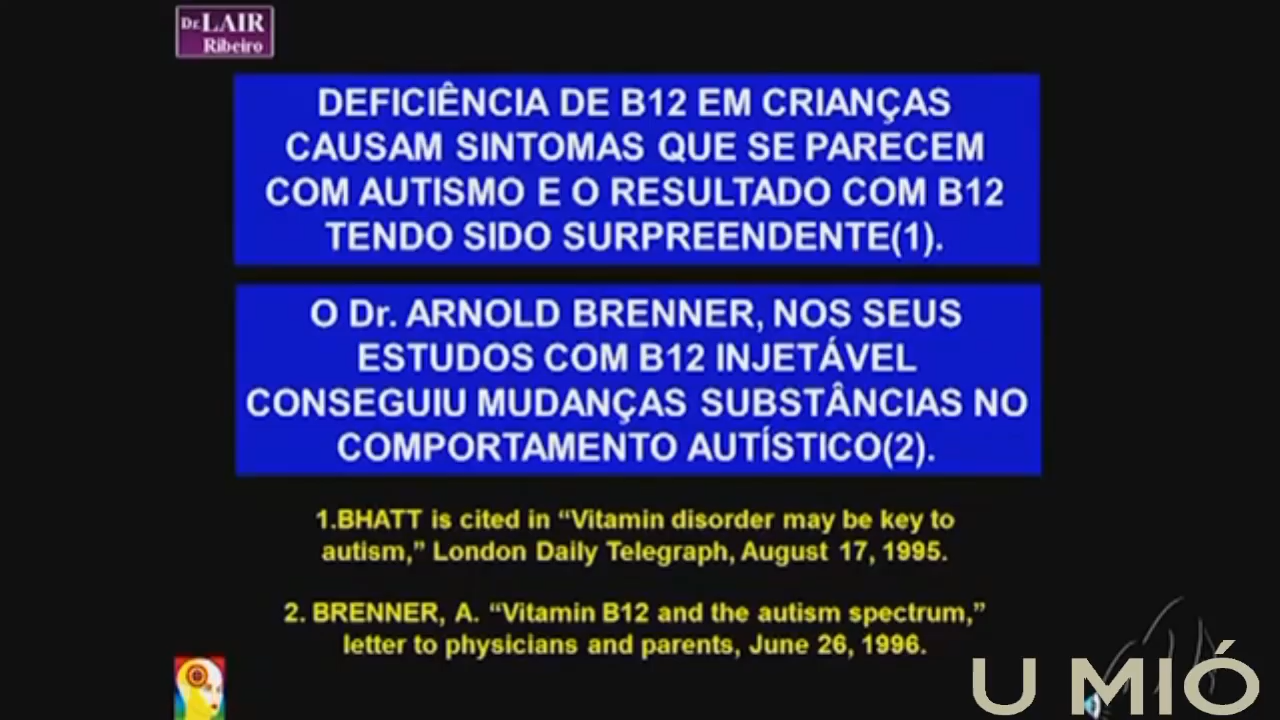 Dr. LAIR
Ribeiro
DEFICIÊNCIA DE B12 EM CRIANÇAS
CAUSAM SINTOMAS QUE SE PARECEM
COM AUTISMO E O RESULTADO COM B12
TENDO SIDO SURPREENDENTE(1).
O Dr. ARNOLD BRENNER, NOS SEUS
ESTUDOS COM B12 INJETÁVEL
CONSEGUIU MUDANÇAS SUBSTÂNCIAS NO
COMPORTAMENTO AUTÍSTICO(2).
1.BHATT is cited in “Vitamin disorder may be key to
autism,” London Daily Telegraph, August 17, 1995.
2. BRENNER, A. “Vitamin B12 and the autism spectrum,”
letter to physicians and parents, June 26, 1996.
U MIÓ